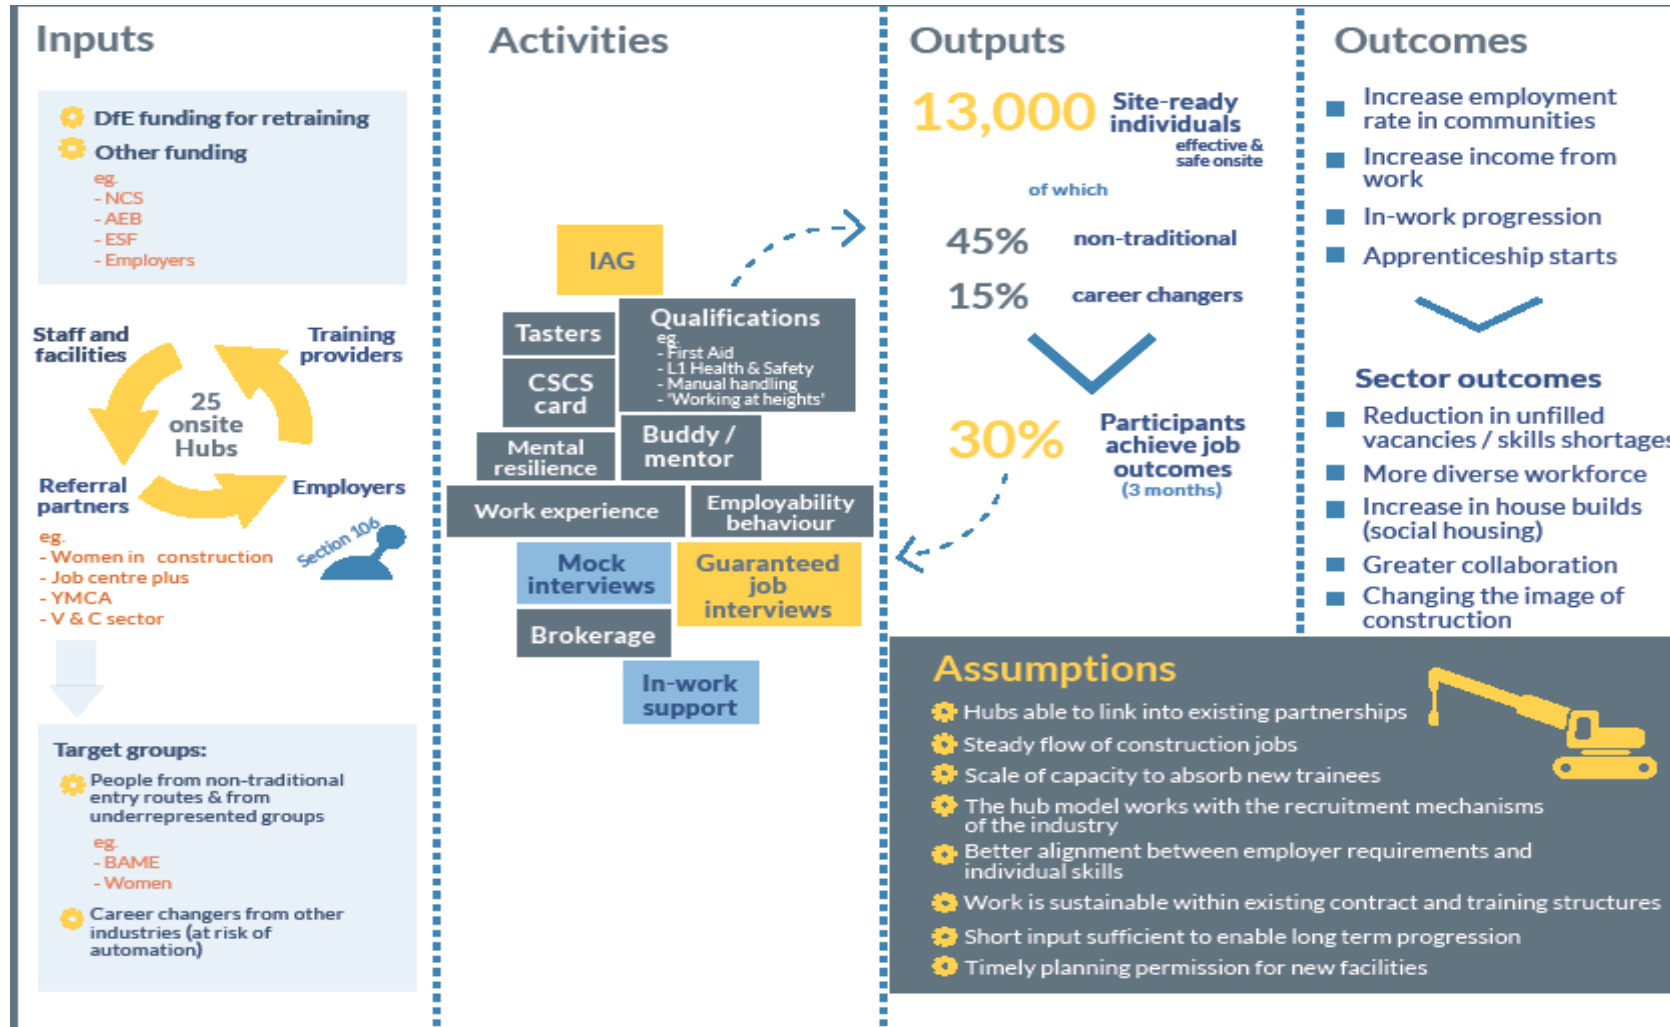 Inputs
DfE funding for retraining
Other funding
eg.
- NCS
- AEB
- ESF
- Employers
Staff and
facilities
Training
providers
25
onsite
Hubs
Referral
partners
Employers
eg.
- Women in construction
- Job centre plus
- YMCA
- V & C sector
Section 106
Target groups:
People from non-traditional
entry routes & from
underrepresented groups
eg.
- BAME
- Women
Career changers from other
industries (at risk of
automation)
Activities
IAG
Tasters
Qualifications
eg.
- First Aid
- L1 Health & Safety
- Manual handling
- 'Working at heights'
CSCS
card
Mental
resilience
Buddy /
mentor
Work experience
Employability
behaviour
Mock
interviews
Guaranteed
job
interviews
Brokerage
In-work
support
Outputs
13,000
Site-ready
individuals
effective &
safe onsite
of which
45% non-traditional
15% career changers
30%
Participants
achieve job
outcomes
(3 months)
Outcomes
Increase employment
rate in communities
Increase income from
work
In-work progression
Apprenticeship starts
Sector outcomes
Reduction in unfilled
vacancies / skills shortages
More diverse workforce
Increase in house builds
(social housing)
Greater collaboration
Changing the image of
construction
Assumptions
Hubs able to link into existing partnerships
Steady flow of construction jobs
Scale of capacity to absorb new trainees
The hub model works with the recruitment mechanisms
of the industry
Better alignment between employer requirements and
individual skills
Work is sustainable within existing contract and training structures
Short input sufficient to enable long term progression
Timely planning permission for new facilities